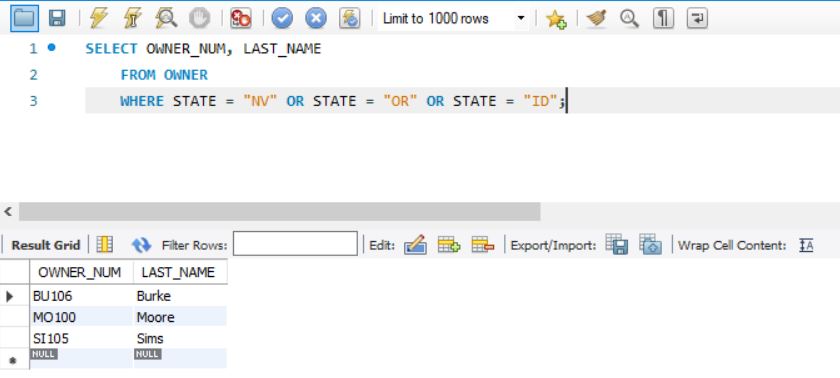 Limit to 1000 rows
1 SELECT OWNER_NUM, LAST_NAME
2 FROM OWNER
3 WHERE STATE = "NV" OR STATE = "OR" OR STATE = "ID";
Result Grid Filter Rows: Edit: Export/Import: Wrap Cell Content:
OWNER_NUM LAST_NAME
BU106 Burke
MO100 Moore
SI105 Sims
NULL NULL